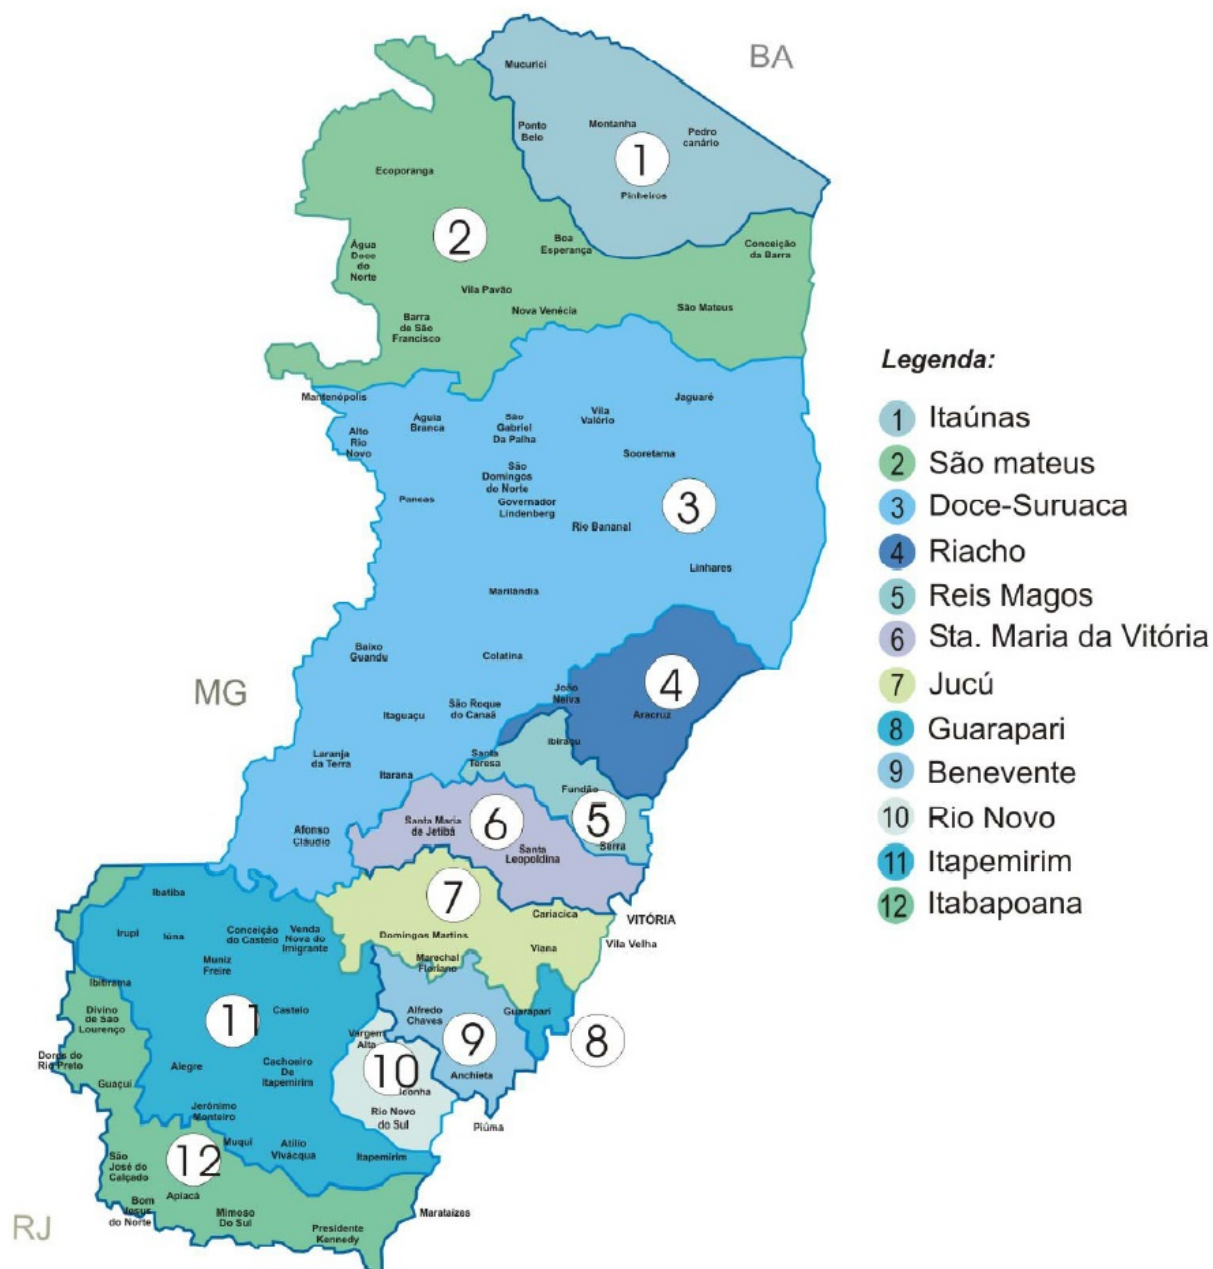 BA
Mucurici
Ponto
Belo
Montanha
Pedro
canário
1
Pinheiros
Ecoporanga
2
Água
Doce
do
Norte
Boa
Esperança
Conceição
da Barra
Vila Pavão
Nova Venécia
São Mateus
Barra
de São
Francisco
Mantenópolis
Alto
Rio
Novo
Águia
Branca
São
Gabriel
Da Palha
Vila
Valério
Jaguaré
Sooretama
São
Domingos
do Norte
Governador
Lindenberg
Pancas
Rio Bananal
3
Linhares
Marilândia
Baixo
Guandu
Colatina
MG
João
Neiva
4
Aracruz
São Roque
do Canaã
Itaguaçu
Ibiraçu
Laranja
da Terra
Santa
Teresa
Itarana
Fundão
5
Serra
Afonso
Cláudio
Santa Maria
de Jetibá
6
Santa
Leopoldina
7
Cariacica
VITÓRIA
Vila Velha
Domingos Martins
Viana
Marechal
Floriano
Ibatiba
Irupi
Iúna
Conceição
do Castelo
Venda
Nova do
Imigrante
Muniz
Freire
Ibitirama
Divino
de São
Lourenço
11
Castelo
Alfredo
Chaves
Guarapari
8
9
Vargem
Alta
10
Anchieta
Iconha
Dores do
Rio Preto
Guaçuí
Alegre
Cachoeiro
De
Itapemirim
Rio Novo
do Sul
Piúma
Jerônimo
Monteiro
Muqui
Atílio
Vivácqua
Itapemirim
12
São
José do
Calçado
Apiacá
Bom
Jesus
do Norte
Mimoso
Do Sul
Presidente
Kennedy
Marataízes
RJ
Legenda:
1 Itaúnas
2 São mateus
3 Doce-Suruaca
4 Riacho
5 Reis Magos
6 Sta. Maria da Vitória
7 Jucú
8 Guarapari
9 Benevente
10 Rio Novo
11 Itapemirim
12 Itabapoana